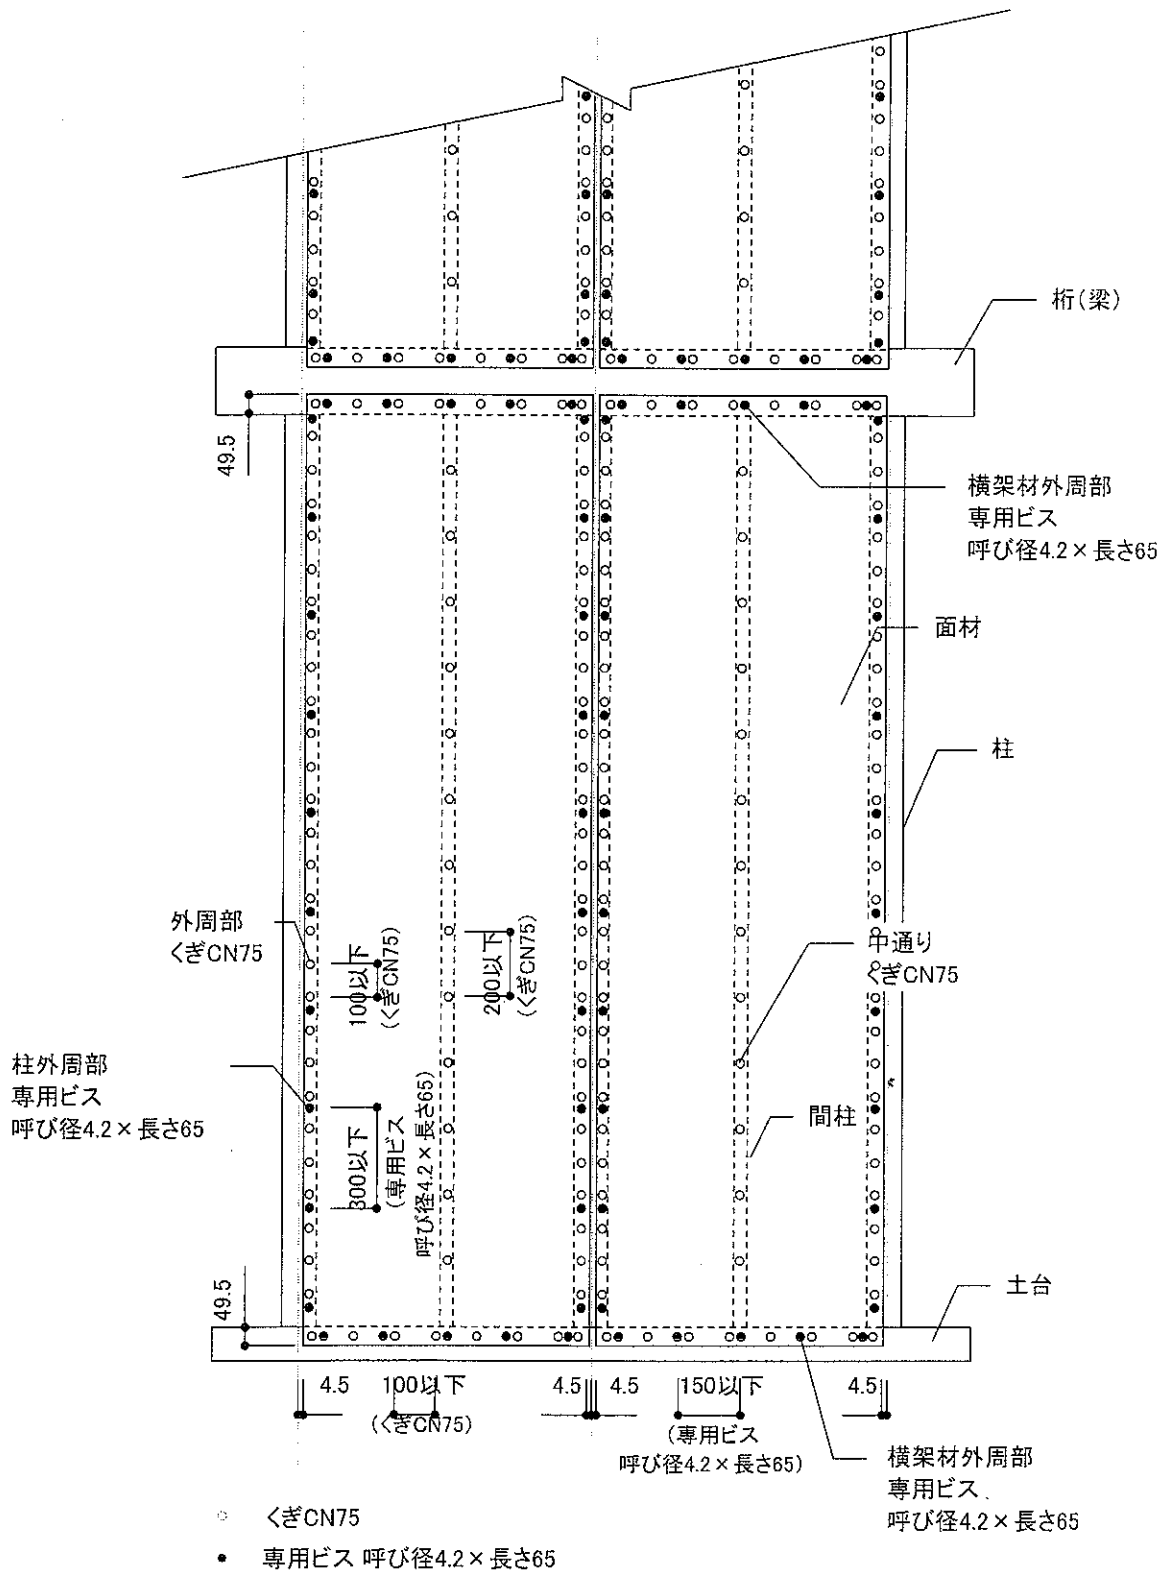 桁(梁)
49.5
横架材外周部
専用ビス
呼び径4.2×長さ65
面材
柱
外周部
くぎCN75
100以下
(くぎCN75)
200以下
(くぎCN75)
中通り
くぎCN75
柱外周部
専用ビス
呼び径4.2×長さ65
300以下
(専用ビス
呼び径4.2×長さ65)
間柱
49.5
土台
4.5
100以下
(くぎCN75)
4.5
4.5
150以下
(専用ビス
呼び径4.2×長さ65)
4.5
横架材外周部
専用ビス
呼び径4.2×長さ65
○ くぎCN75
● 専用ビス 呼び径4.2×長さ65